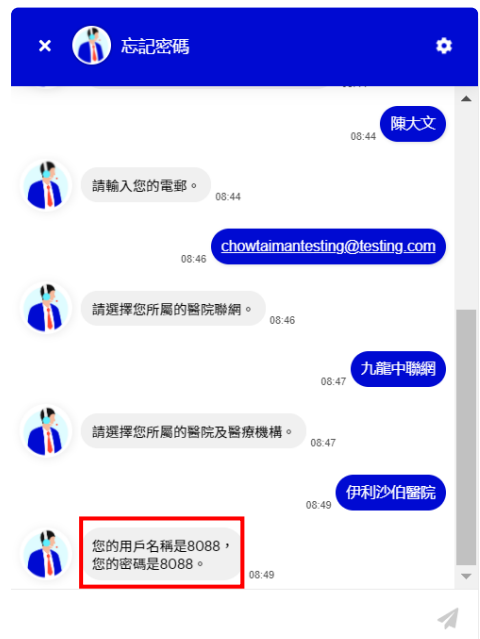 忘記密碼
陳大文
08:44
請輸入您的電郵。
08:44
chowtaimantesting@testing.com
08:46
請選擇您所屬的醫院聯網。
08:46
九龍中聯網
08:47
請選擇您所屬的醫院及醫療機構。
08:47
伊利沙伯醫院
08:49
您的用戶名稱是8088，
您的密碼是8088。
08:49